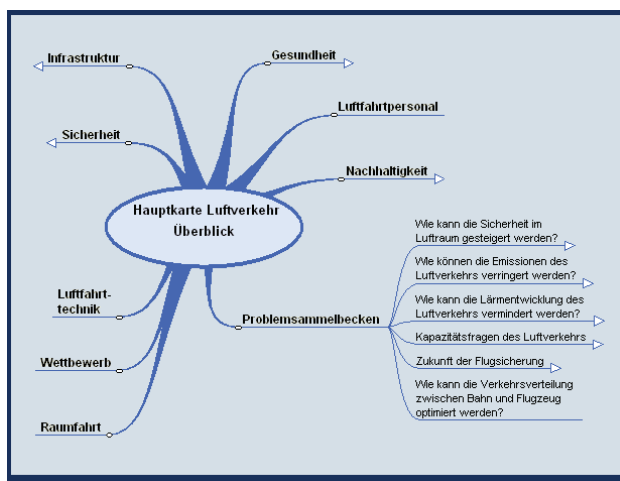 Infrastruktur
Gesundheit
Luftfahrtpersonal
Sicherheit
Nachhaltigkeit
Hauptkarte Luftverkehr
Überblick
Wie kann die Sicherheit im
Luftraum gesteigert werden?
Wie können die Emissionen des
Luftverkehrs verringert werden?
Luftfahrt-
technik
Wie kann die Lärmentwicklung des
Luftverkehrs vermindert werden?
Problemsammelbecken
Kapazitätsfragen des Luftverkehrs
Wettbewerb
Zukunft der Flugsicherung
Wie kann die Verkehrsverteilung
zwischen Bahn und Flugzeug
optimiert werden?
Raumfahrt